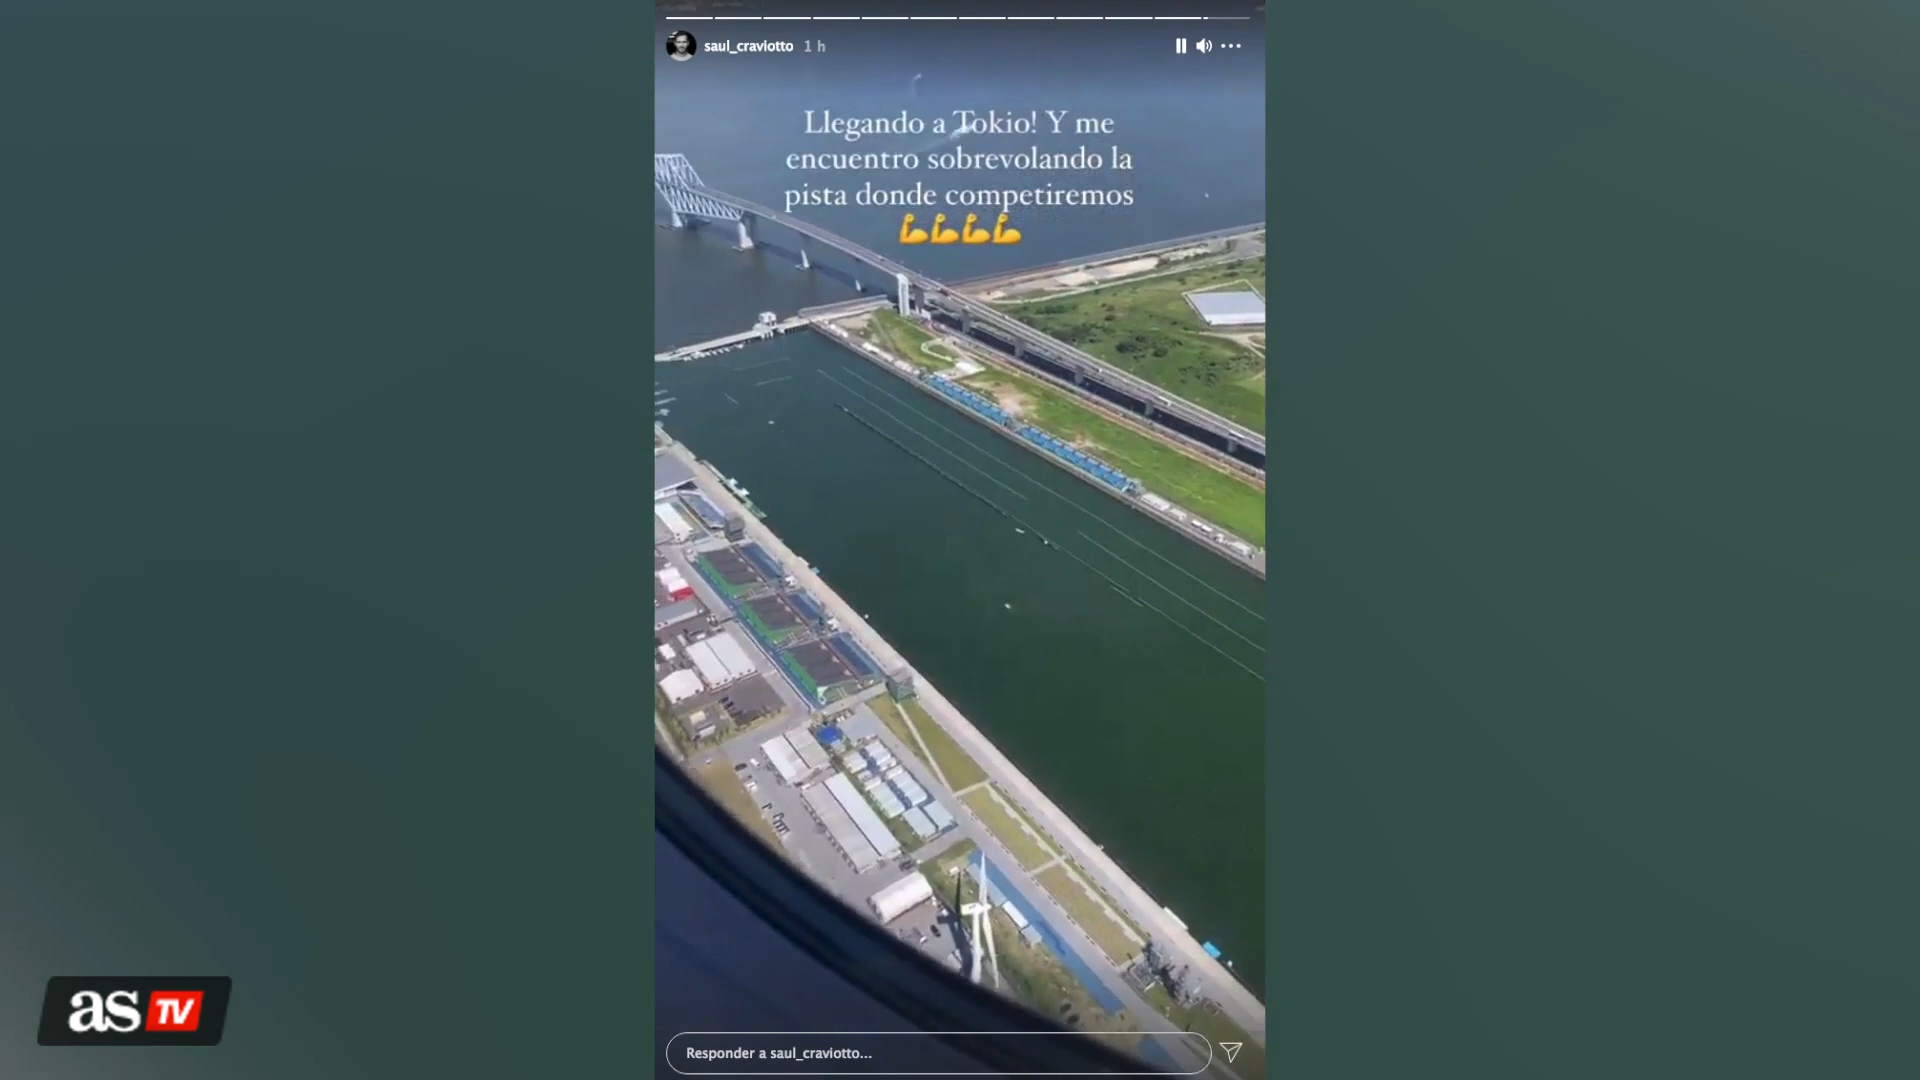 saul_craviotto 1 h
Llegando a Tokio! Y me
encuentro sobrevolando la
pista donde competiremos
💪💪💪💪
as TV
Responder a saul_craviotto...